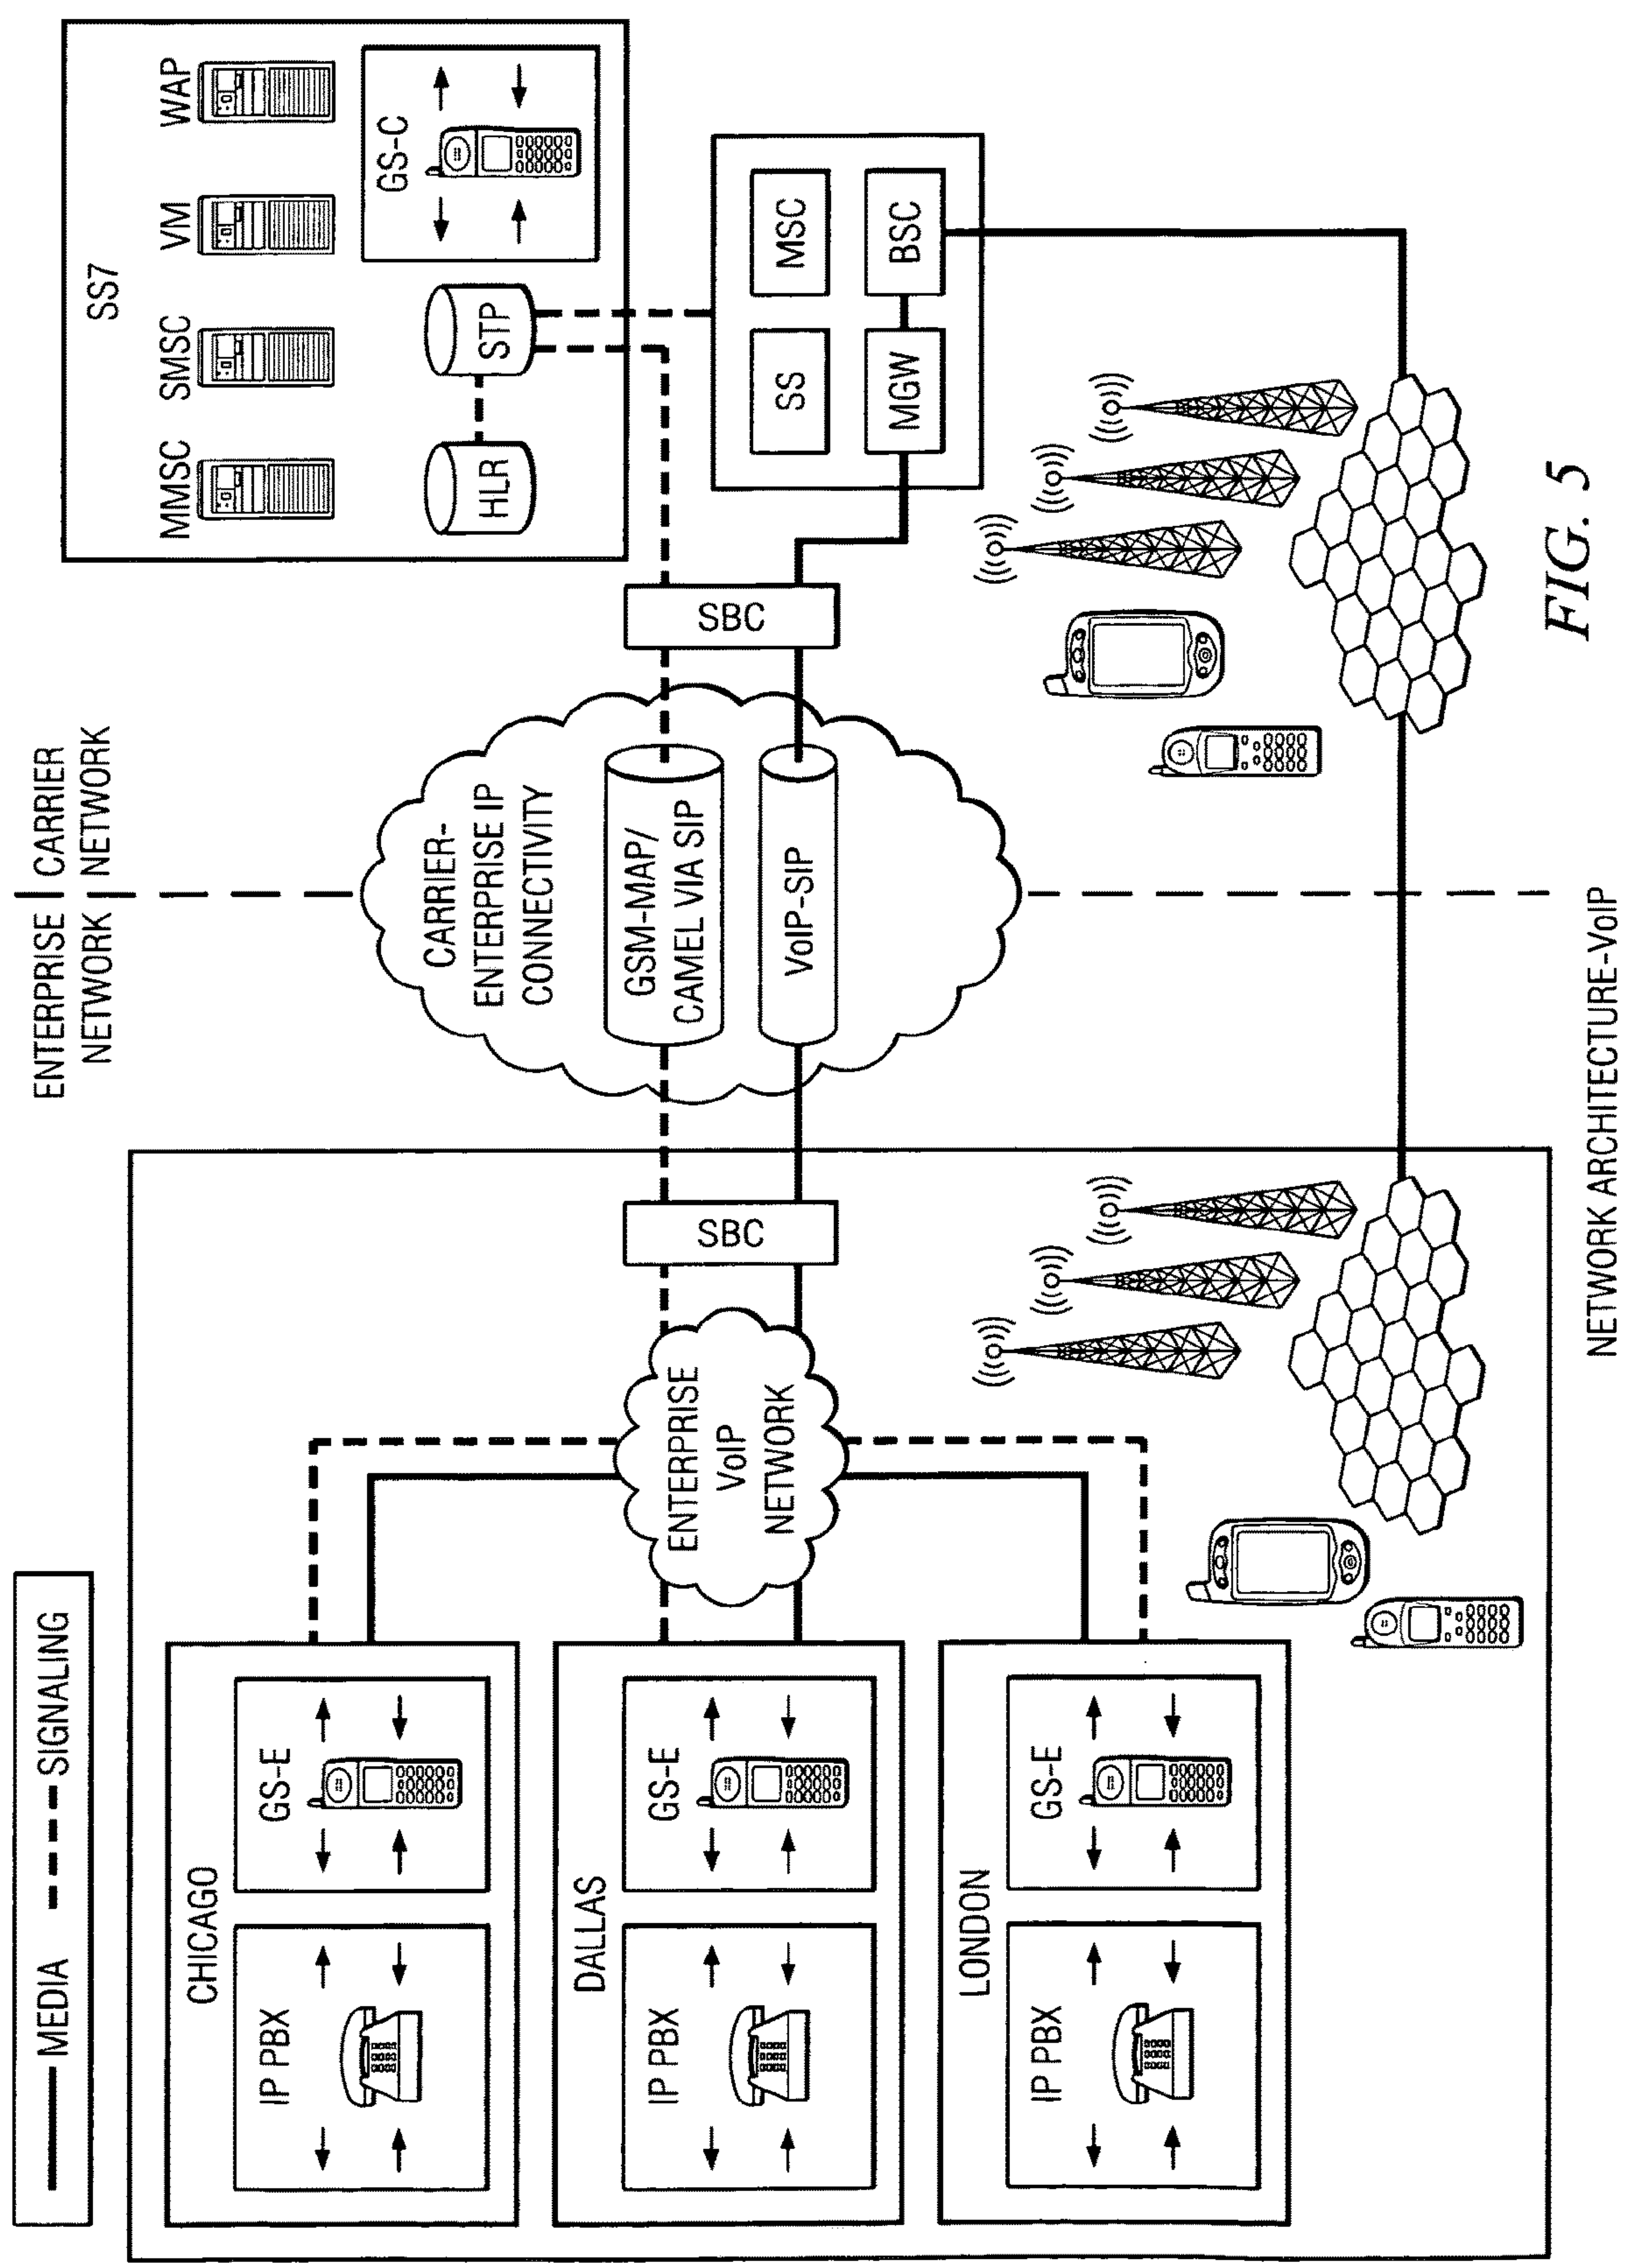 MEDIA
SIGNALING
ENTERPRISE
NETWORK
CARRIER
NETWORK
CHICAGO
IP PBX
GS-E
DALLAS
IP PBX
GS-E
LONDON
IP PBX
GS-E
ENTERPRISE
VoIP
NETWORK
SBC
CARRIER-
ENTERPRISE IP
CONNECTIVITY
GSM-MAP/
CAMEL VIA SIP
VoIP-SIP
SBC
SS7
MMSC
SMSC
VM
WAP
HLR
STP
GS-C
SS
MSC
MGW
BSC
NETWORK ARCHITECTURE-VoIP
FIG. 5